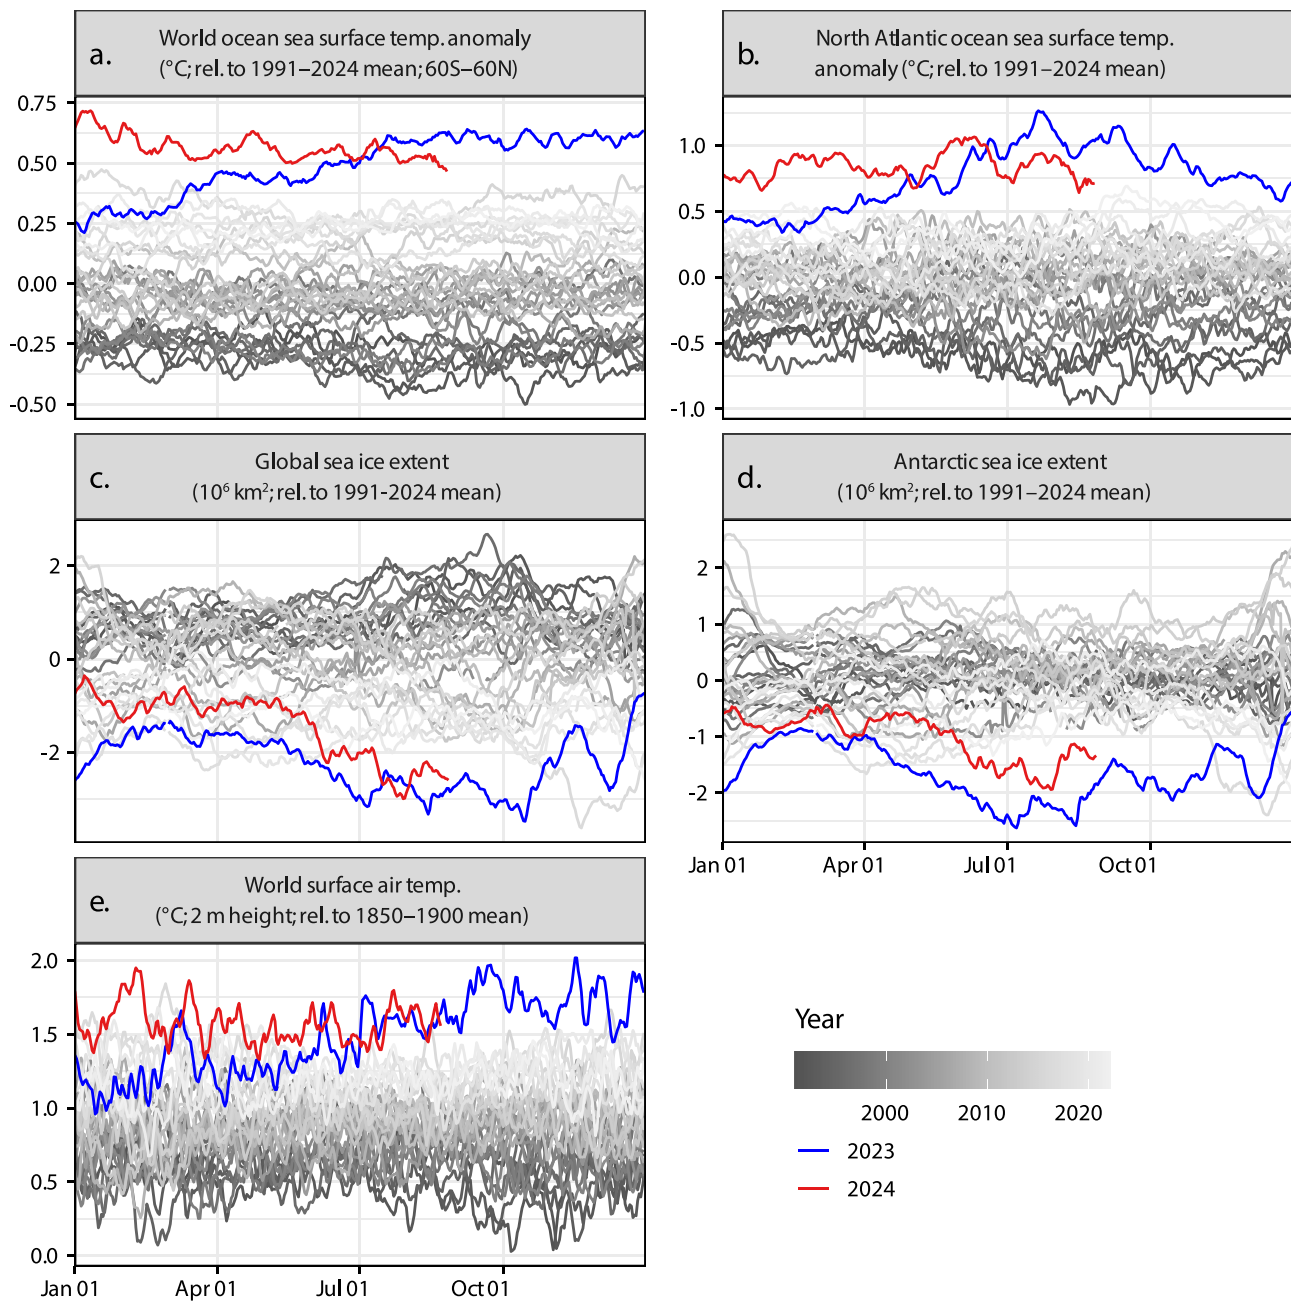 a.
World ocean sea surface temp. anomaly
(°C; rel. to 1991–2024 mean; 60S–60N)
0.75
0.50
0.25
0.00
-0.25
-0.50
b.
North Atlantic ocean sea surface temp.
anomaly (°C; rel. to 1991–2024 mean)
1.0
0.5
0.0
-0.5
-1.0
c.
Global sea ice extent
(10⁶ km²; rel. to 1991-2024 mean)
2
0
-2
d.
Antarctic sea ice extent
(10⁶ km²; rel. to 1991–2024 mean)
2
1
0
-1
-2
Jan 01 Apr 01 Jul 01 Oct 01
e.
World surface air temp.
(°C; 2 m height; rel. to 1850–1900 mean)
2.0
1.5
1.0
0.5
0.0
Jan 01 Apr 01 Jul 01 Oct 01
Year
2000 2010 2020
2023
2024